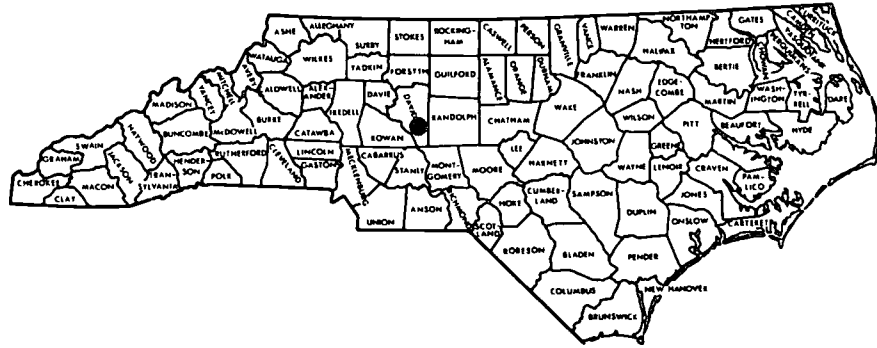 ASHE
ALLEGHANY
SURRY
STOKES
ROCKING-
HAM
CASWELL
PERSON
GRANVILLE
VANCE
WARREN
NORTHAMP
TON
GATES
HERTFORD
CURRITUCK
CHOWAN
WATAUGA
WILKES
YADKIN
FORSYTH
GUILFORD
ALAMANCE
ORANGE
DURHAM
FRANKLIN
HALIFAX
BERTIE
MITCHELL
AVERY
YANCEY
CALDWELL
ALEX-
ANDER
IREDELL
DAVIE
RANDOLPH
CHATHAM
WAKE
NASH
EDGE-
COMBE
MARTIN
WASH-
INGTON
TYR-
RELL
DARE
MADISON
BUNCOMBE
McDOWELL
BURKE
CATAWBA
ROWAN
WILSON
PITT
BEAUFORT
HYDE
SWAIN
HAYWOOD
GRAHAM
JACKSON
HENDER-
SON
RUTHERFORD
POLK
CLEVELAND
LINCOLN
GASTON
MECKLENBURG
CABARRUS
STANLY
MONT-
GOMERY
MOORE
LEE
HARNETT
JOHNSTON
WAYNE
GREENE
LENOIR
CRAVEN
PAM-
LICO
CHEROKEE
CLAY
MACON
TRAN-
SYLVANIA
UNION
ANSON
RICHMOND
SCOT-
LAND
HOKE
CUMBER-
LAND
SAMPSON
DUPLIN
JONES
ONSLOW
CARTERET
ROBESON
BLADEN
PENDER
COLUMBUS
NEW HANOVER
BRUNSWICK